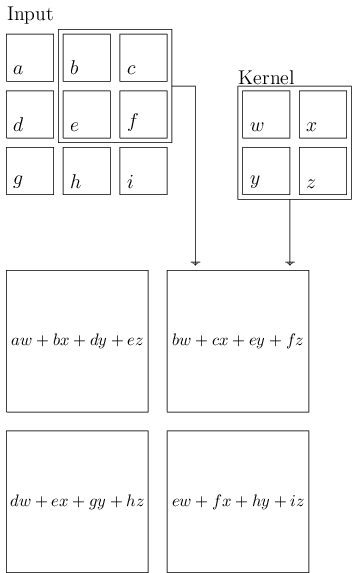 Input
a b c
Kernel
d e f
w x
g h i
y z
aw + bx + dy + ez
bw + cx + ey + fz
dw + ex + gy + hz
ew + fx + hy + iz